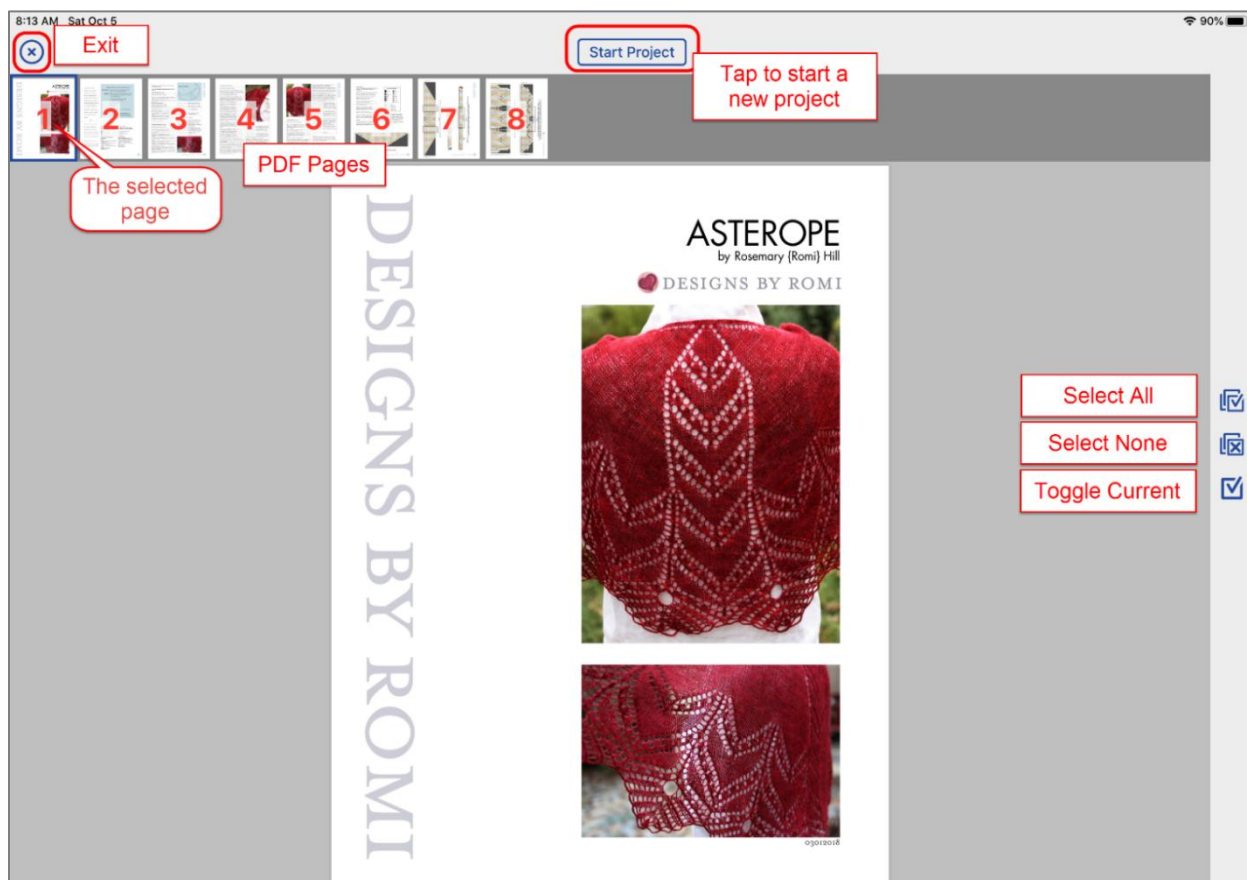 8:13 AM Sat Oct 5
90%
Exit
Start Project
Tap to start a
new project
1 2 3 4 5 6 7 8
PDF Pages
The selected
page
DESIGNS BY ROMI
ASTEROPE
by Rosemary {Romi} Hill
DESIGNS BY ROMI
Select All
Select None
Toggle Current
03012018